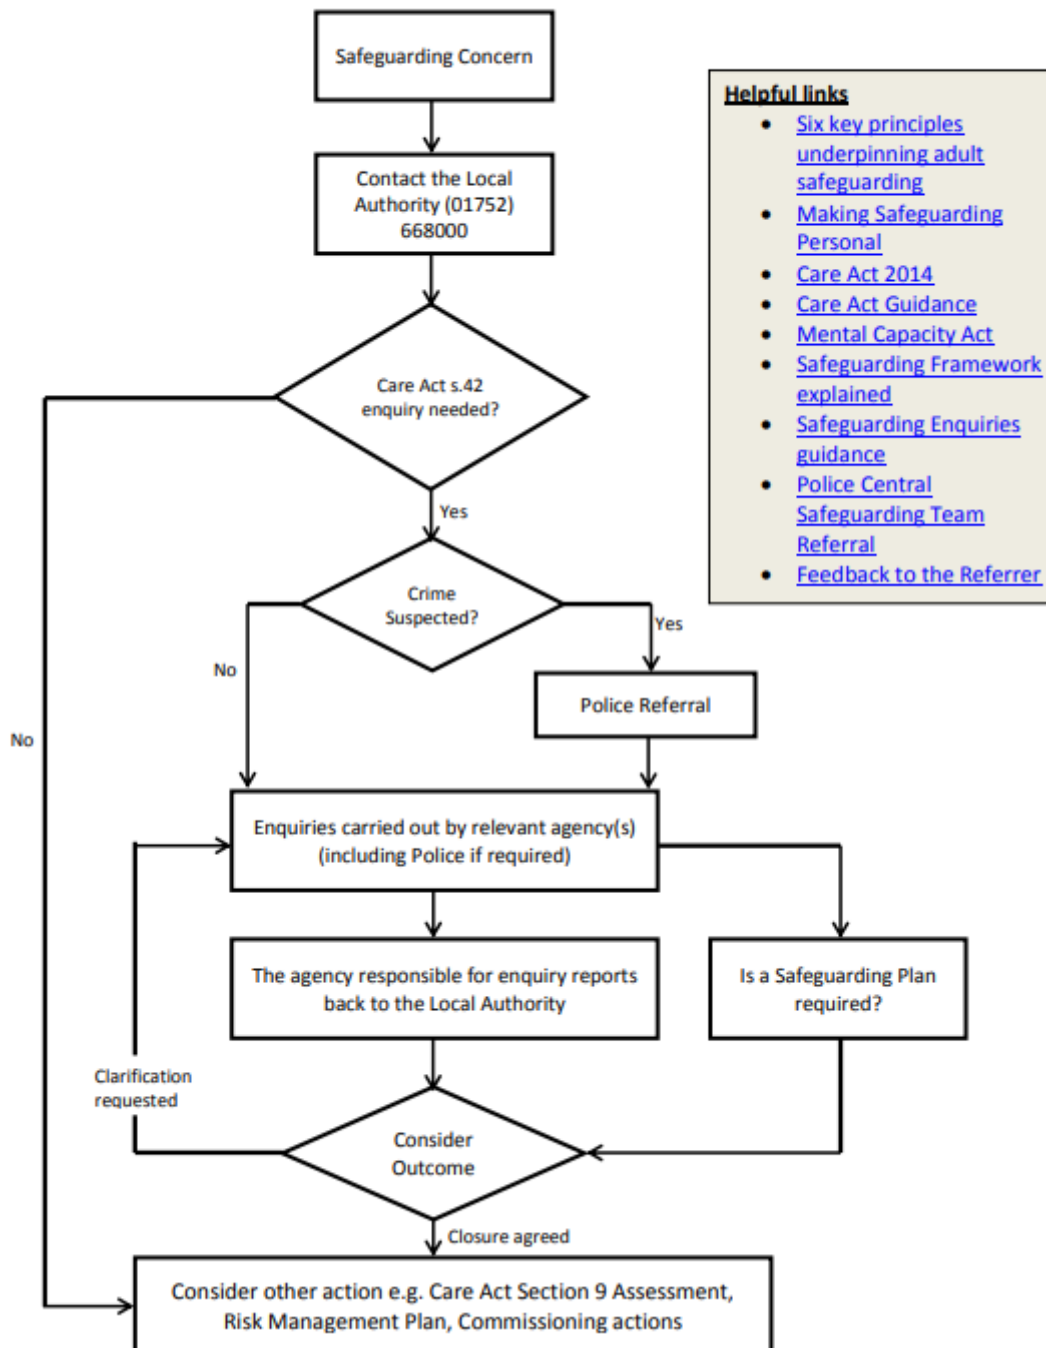 Safeguarding Concern
Contact the Local
Authority (01752)
668000
Care Act s.42
enquiry needed?
Yes
Crime
Suspected?
No
Yes
Police Referral
No
Enquiries carried out by relevant agency(s)
(including Police if required)
The agency responsible for enquiry reports
back to the Local Authority
Is a Safeguarding Plan
required?
Clarification
requested
Consider
Outcome
Closure agreed
Consider other action e.g. Care Act Section 9 Assessment,
Risk Management Plan, Commissioning actions
Helpful links
• Six key principles
underpinning adult
safeguarding
• Making Safeguarding
Personal
• Care Act 2014
• Care Act Guidance
• Mental Capacity Act
• Safeguarding Framework
explained
• Safeguarding Enquiries
guidance
• Police Central
Safeguarding Team
Referral
• Feedback to the Referrer